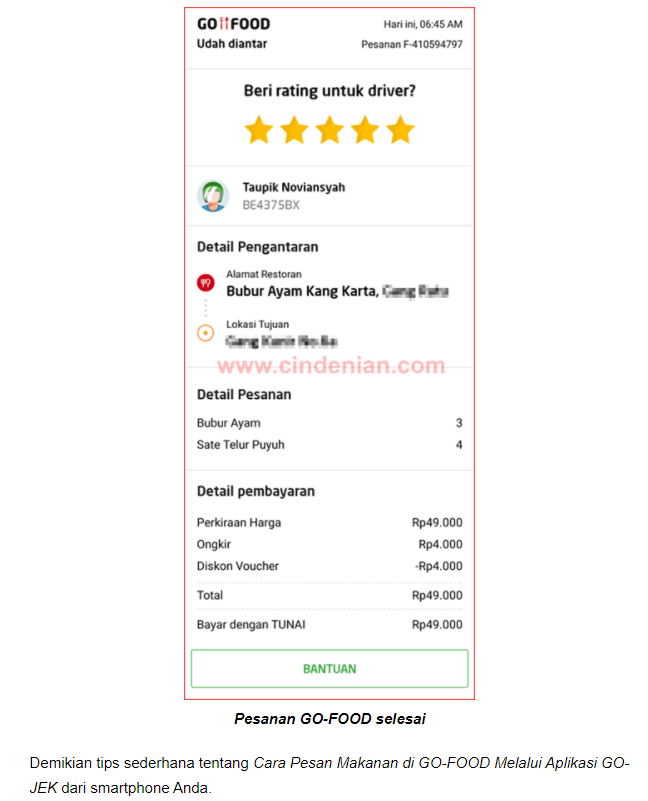 GO FOOD
Hari ini, 06:45 AM
Udah diantar
Pesanan F-410594797
Beri rating untuk driver?
Taupik Noviansyah
BE4375BX
Detail Pengantaran
Alamat Restoran
Bubur Ayam Kang Karta,
Lokasi Tujuan
www.cindenian.com
Detail Pesanan
Bubur Ayam 3
Sate Telur Puyuh 4
Detail pembayaran
Perkiraan Harga Rp49.000
Ongkir Rp4.000
Diskon Voucher -Rp4.000
Total Rp49.000
Bayar dengan TUNAI Rp49.000
BANTUAN
Pesanan GO-FOOD selesai
Demikian tips sederhana tentang Cara Pesan Makanan di GO-FOOD Melalui Aplikasi GO-
JEK dari smartphone Anda.